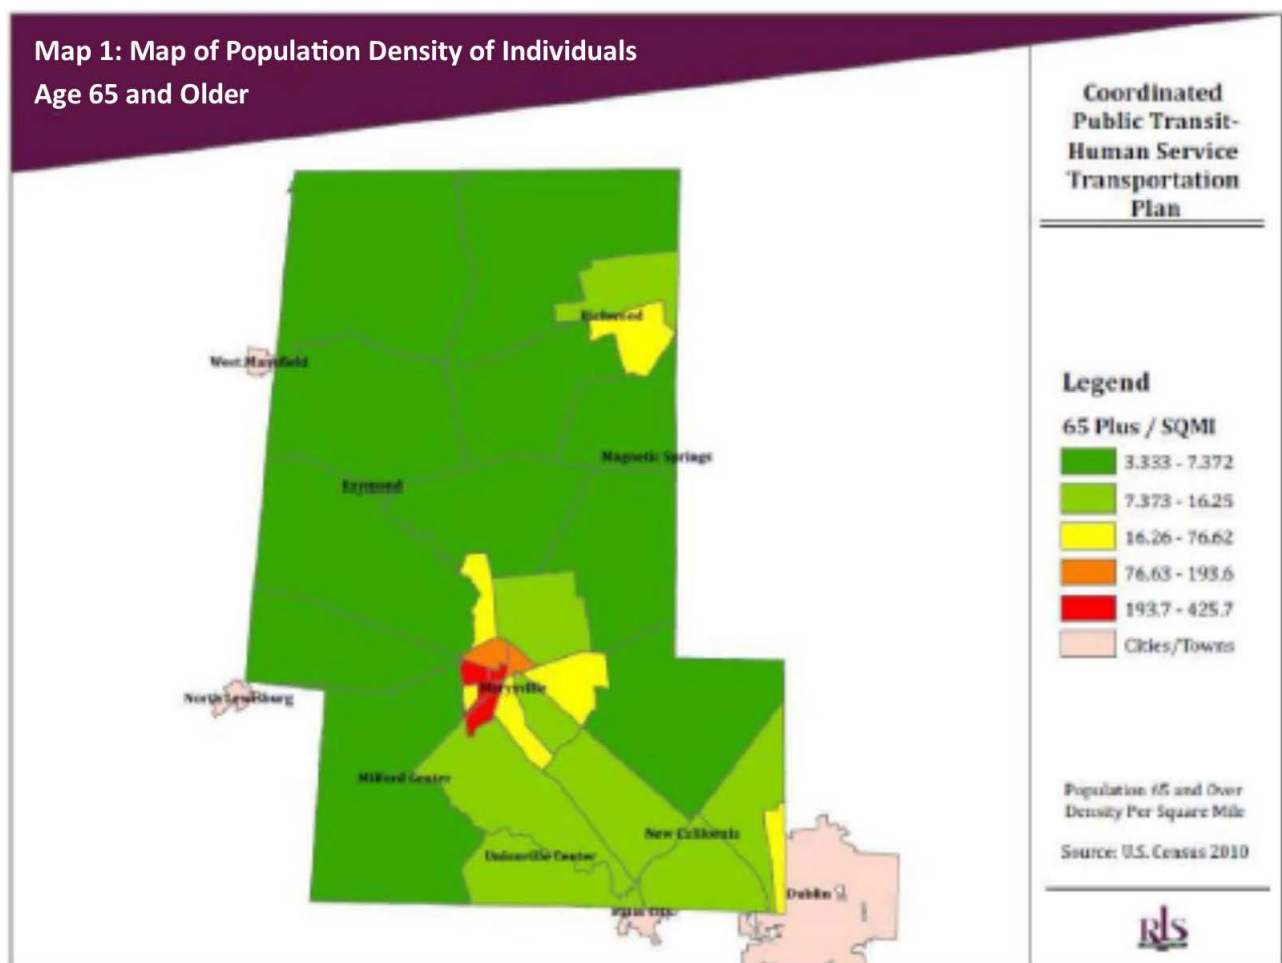 Map 1: Map of Population Density of Individuals
Age 65 and Older
Coordinated
Public Transit-
Human Service
Transportation
Plan
Richwood
West Mansfield
Magnetic Springs
Raymond
Marysville
North Lewisburg
Milford Center
New California
Unionville Center
Dublin
Plain City
Legend
65 Plus / SQMI
3.333 - 7.372
7.373 - 16.25
16.26 - 76.62
76.63 - 193.6
193.7 - 425.7
Cities/Towns
Population 65 and Over
Density Per Square Mile
Source: U.S. Census 2010
RLS